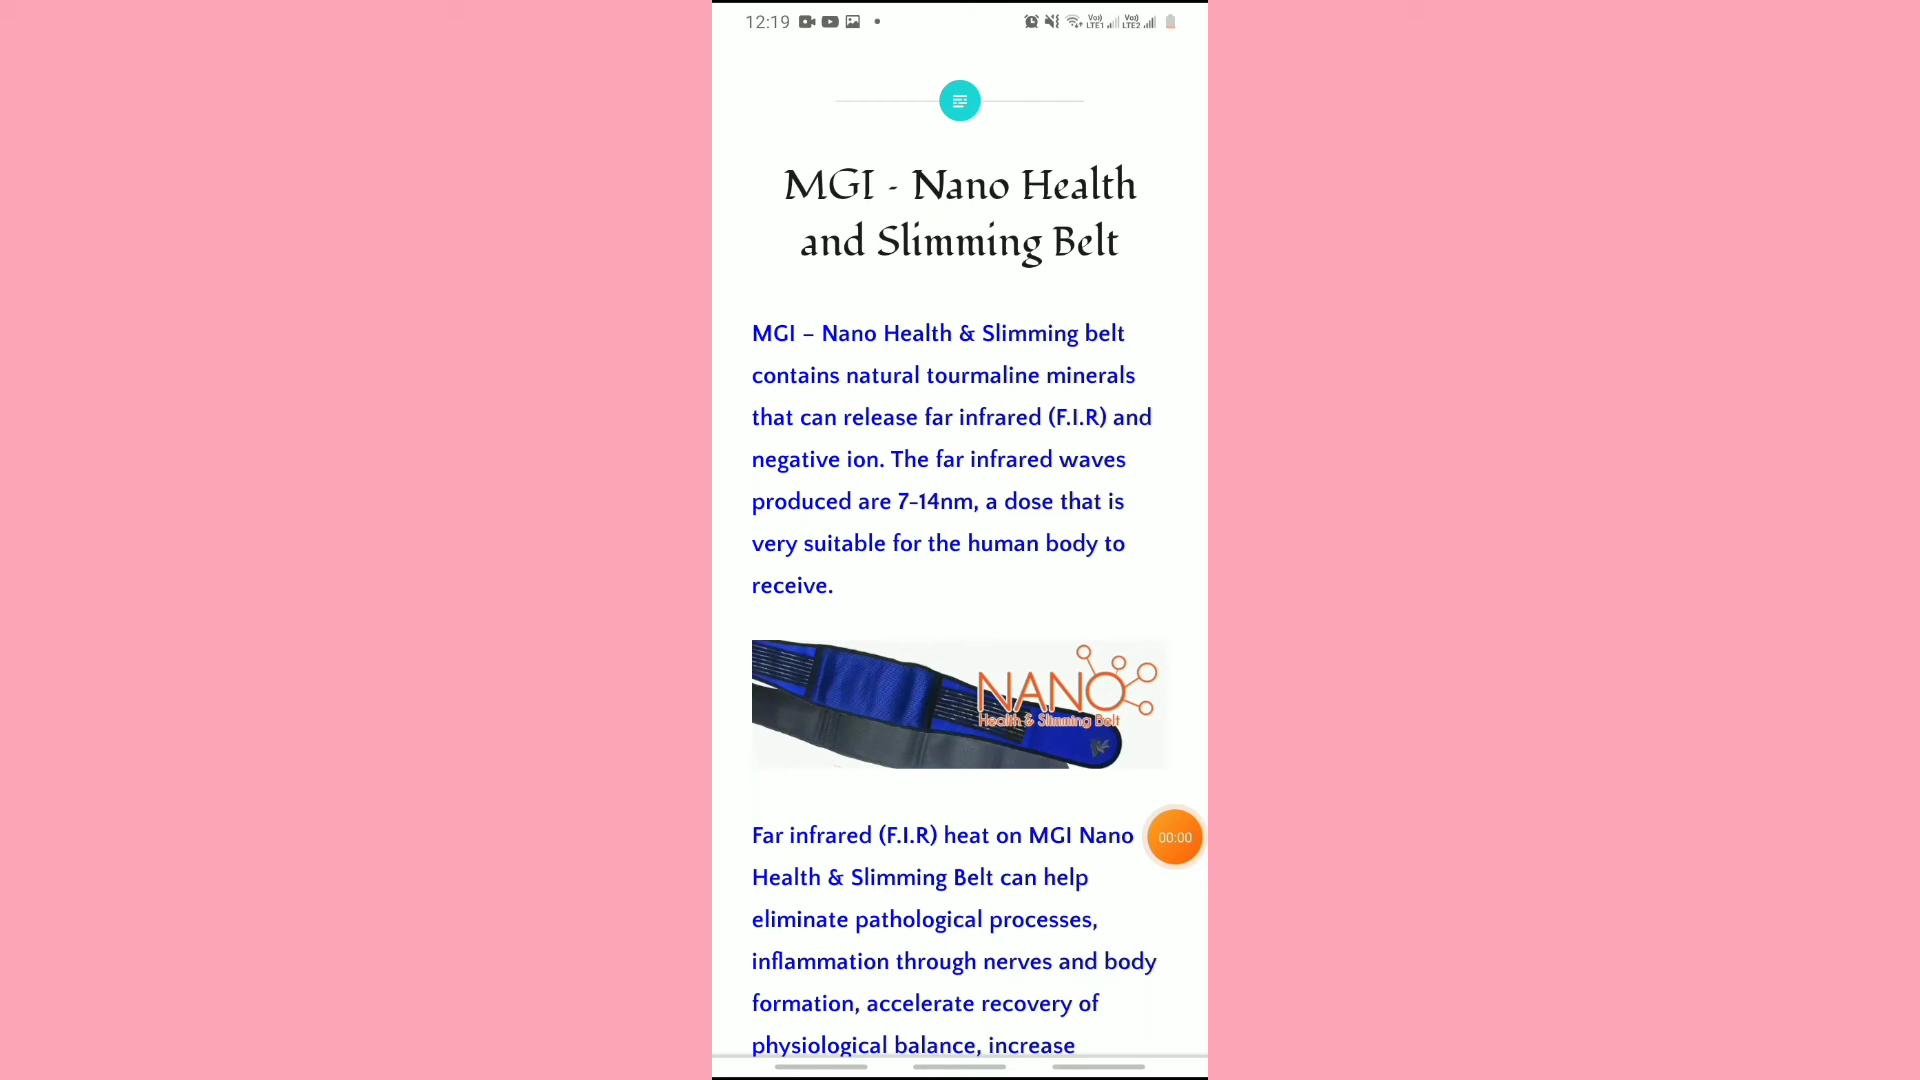 12:19
Vo)) LTE1 Vo)) LTE2
MGI - Nano Health
and Slimming Belt
MGI – Nano Health & Slimming belt
contains natural tourmaline minerals
that can release far infrared (F.I.R) and
negative ion. The far infrared waves
produced are 7-14nm, a dose that is
very suitable for the human body to
receive.
NANO
Health & Slimming Belt
Far infrared (F.I.R) heat on MGI Nano
00:00
Health & Slimming Belt can help
eliminate pathological processes,
inflammation through nerves and body
formation, accelerate recovery of
physiological balance, increase